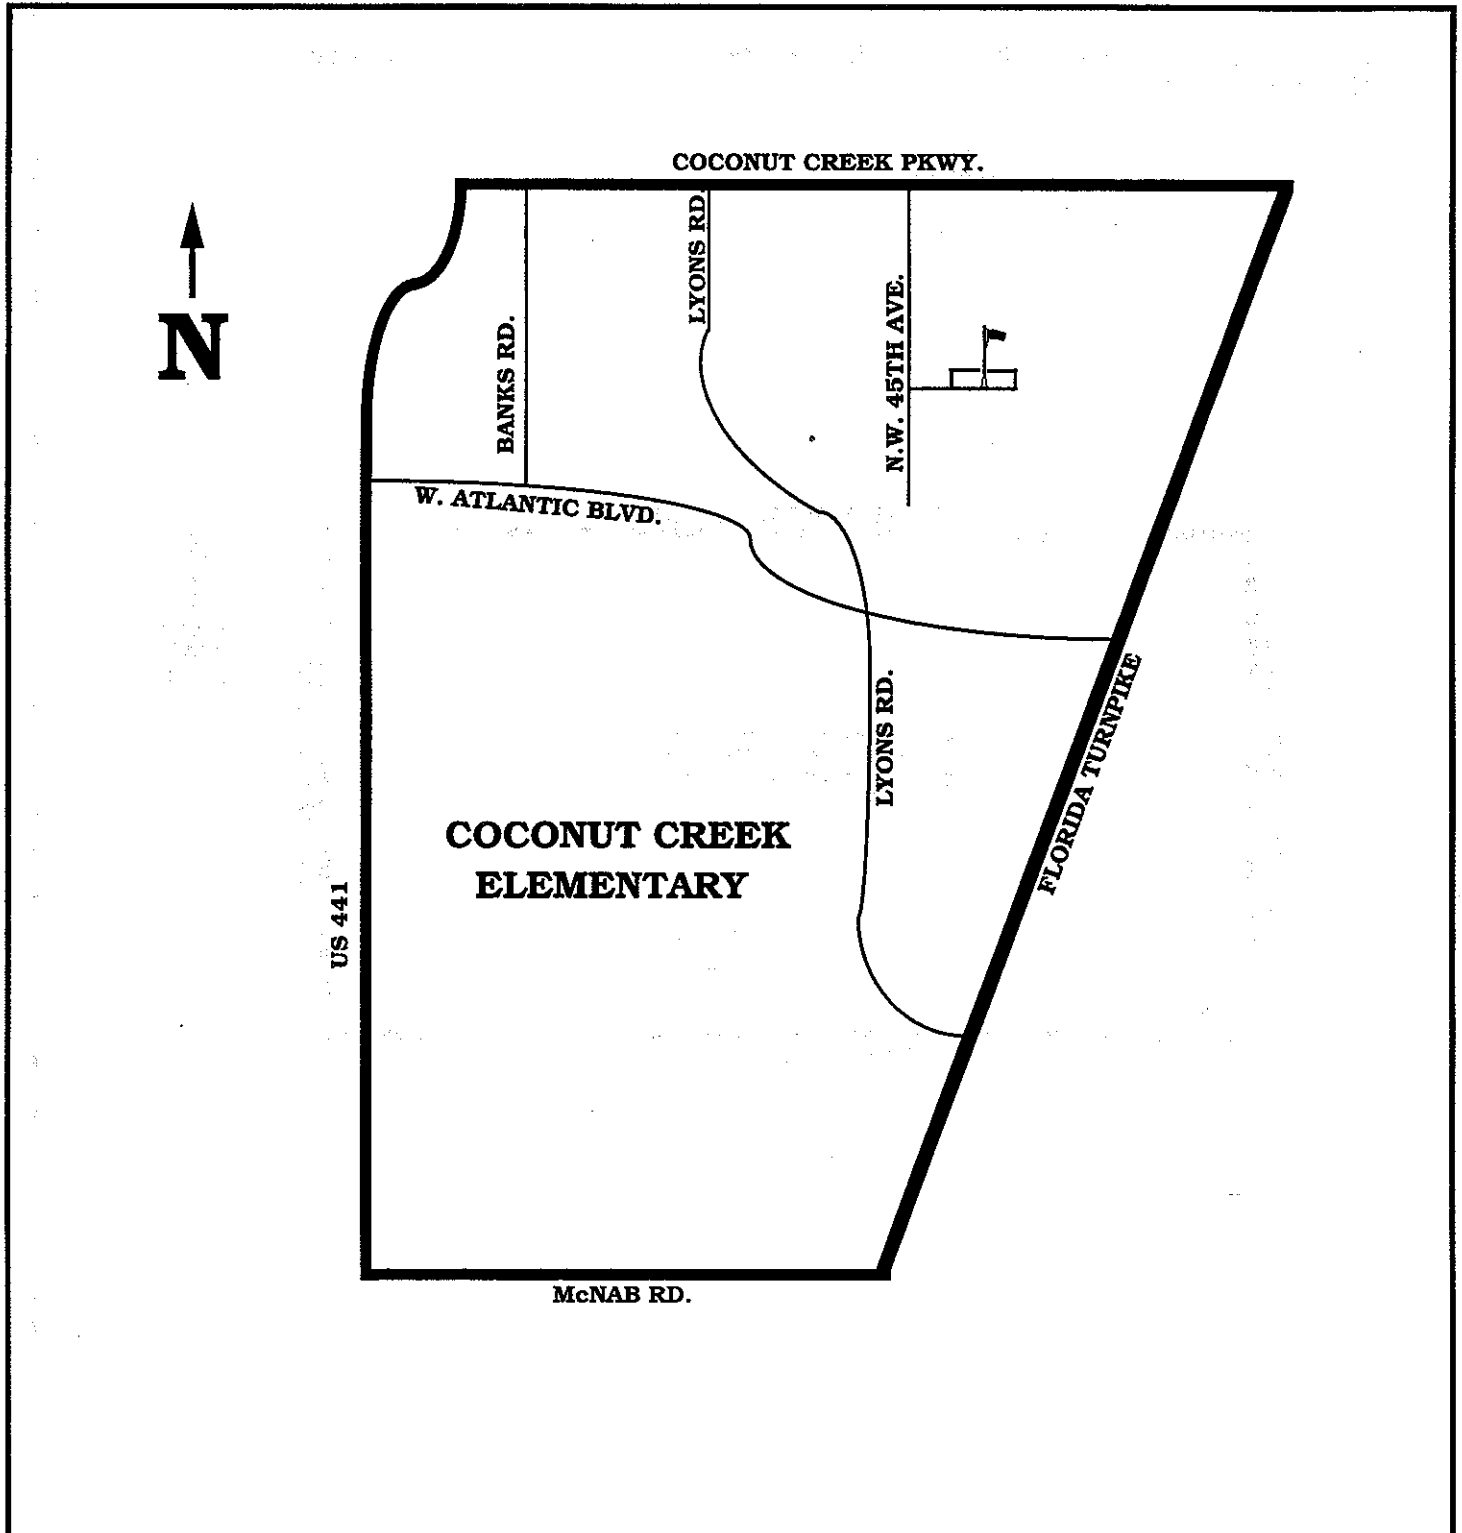 COCONUT CREEK PKWY.
N
BANKS RD.
LYONS RD.
N.W. 45TH AVE.
W. ATLANTIC BLVD.
LYONS RD.
FLORIDA TURNPIKE
COCONUT CREEK
ELEMENTARY
US 441
McNAB RD.